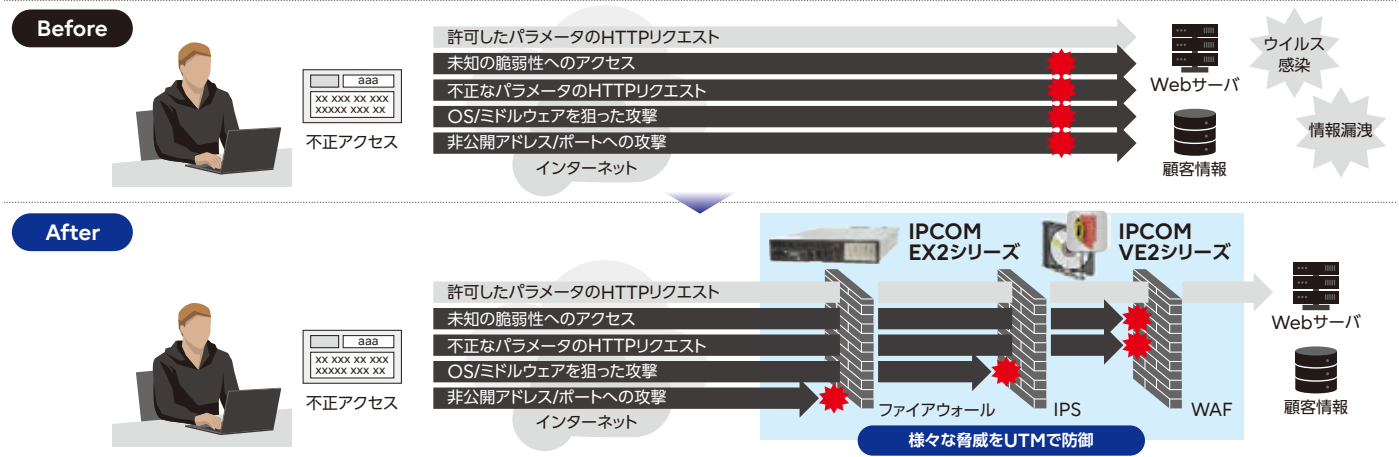 Before
許可したパラメータのHTTPリクエスト
未知の脆弱性へのアクセス
不正なパラメータのHTTPリクエスト
OS/ミドルウェアを狙った攻撃
非公開アドレス/ポートへの攻撃
インターネット
aaa
xx xxx xx xxx
xxxxx xxx xx
不正アクセス
Webサーバ
顧客情報
ウイルス
感染
情報漏洩
After
IPCOM
EX2シリーズ
IPCOM
VE2シリーズ
許可したパラメータのHTTPリクエスト
未知の脆弱性へのアクセス
不正なパラメータのHTTPリクエスト
OS/ミドルウェアを狙った攻撃
非公開アドレス/ポートへの攻撃
インターネット
aaa
xx xxx xx xxx
xxxxx xxx xx
不正アクセス
ファイアウォール
IPS
WAF
様々な脅威をUTMで防御
Webサーバ
顧客情報